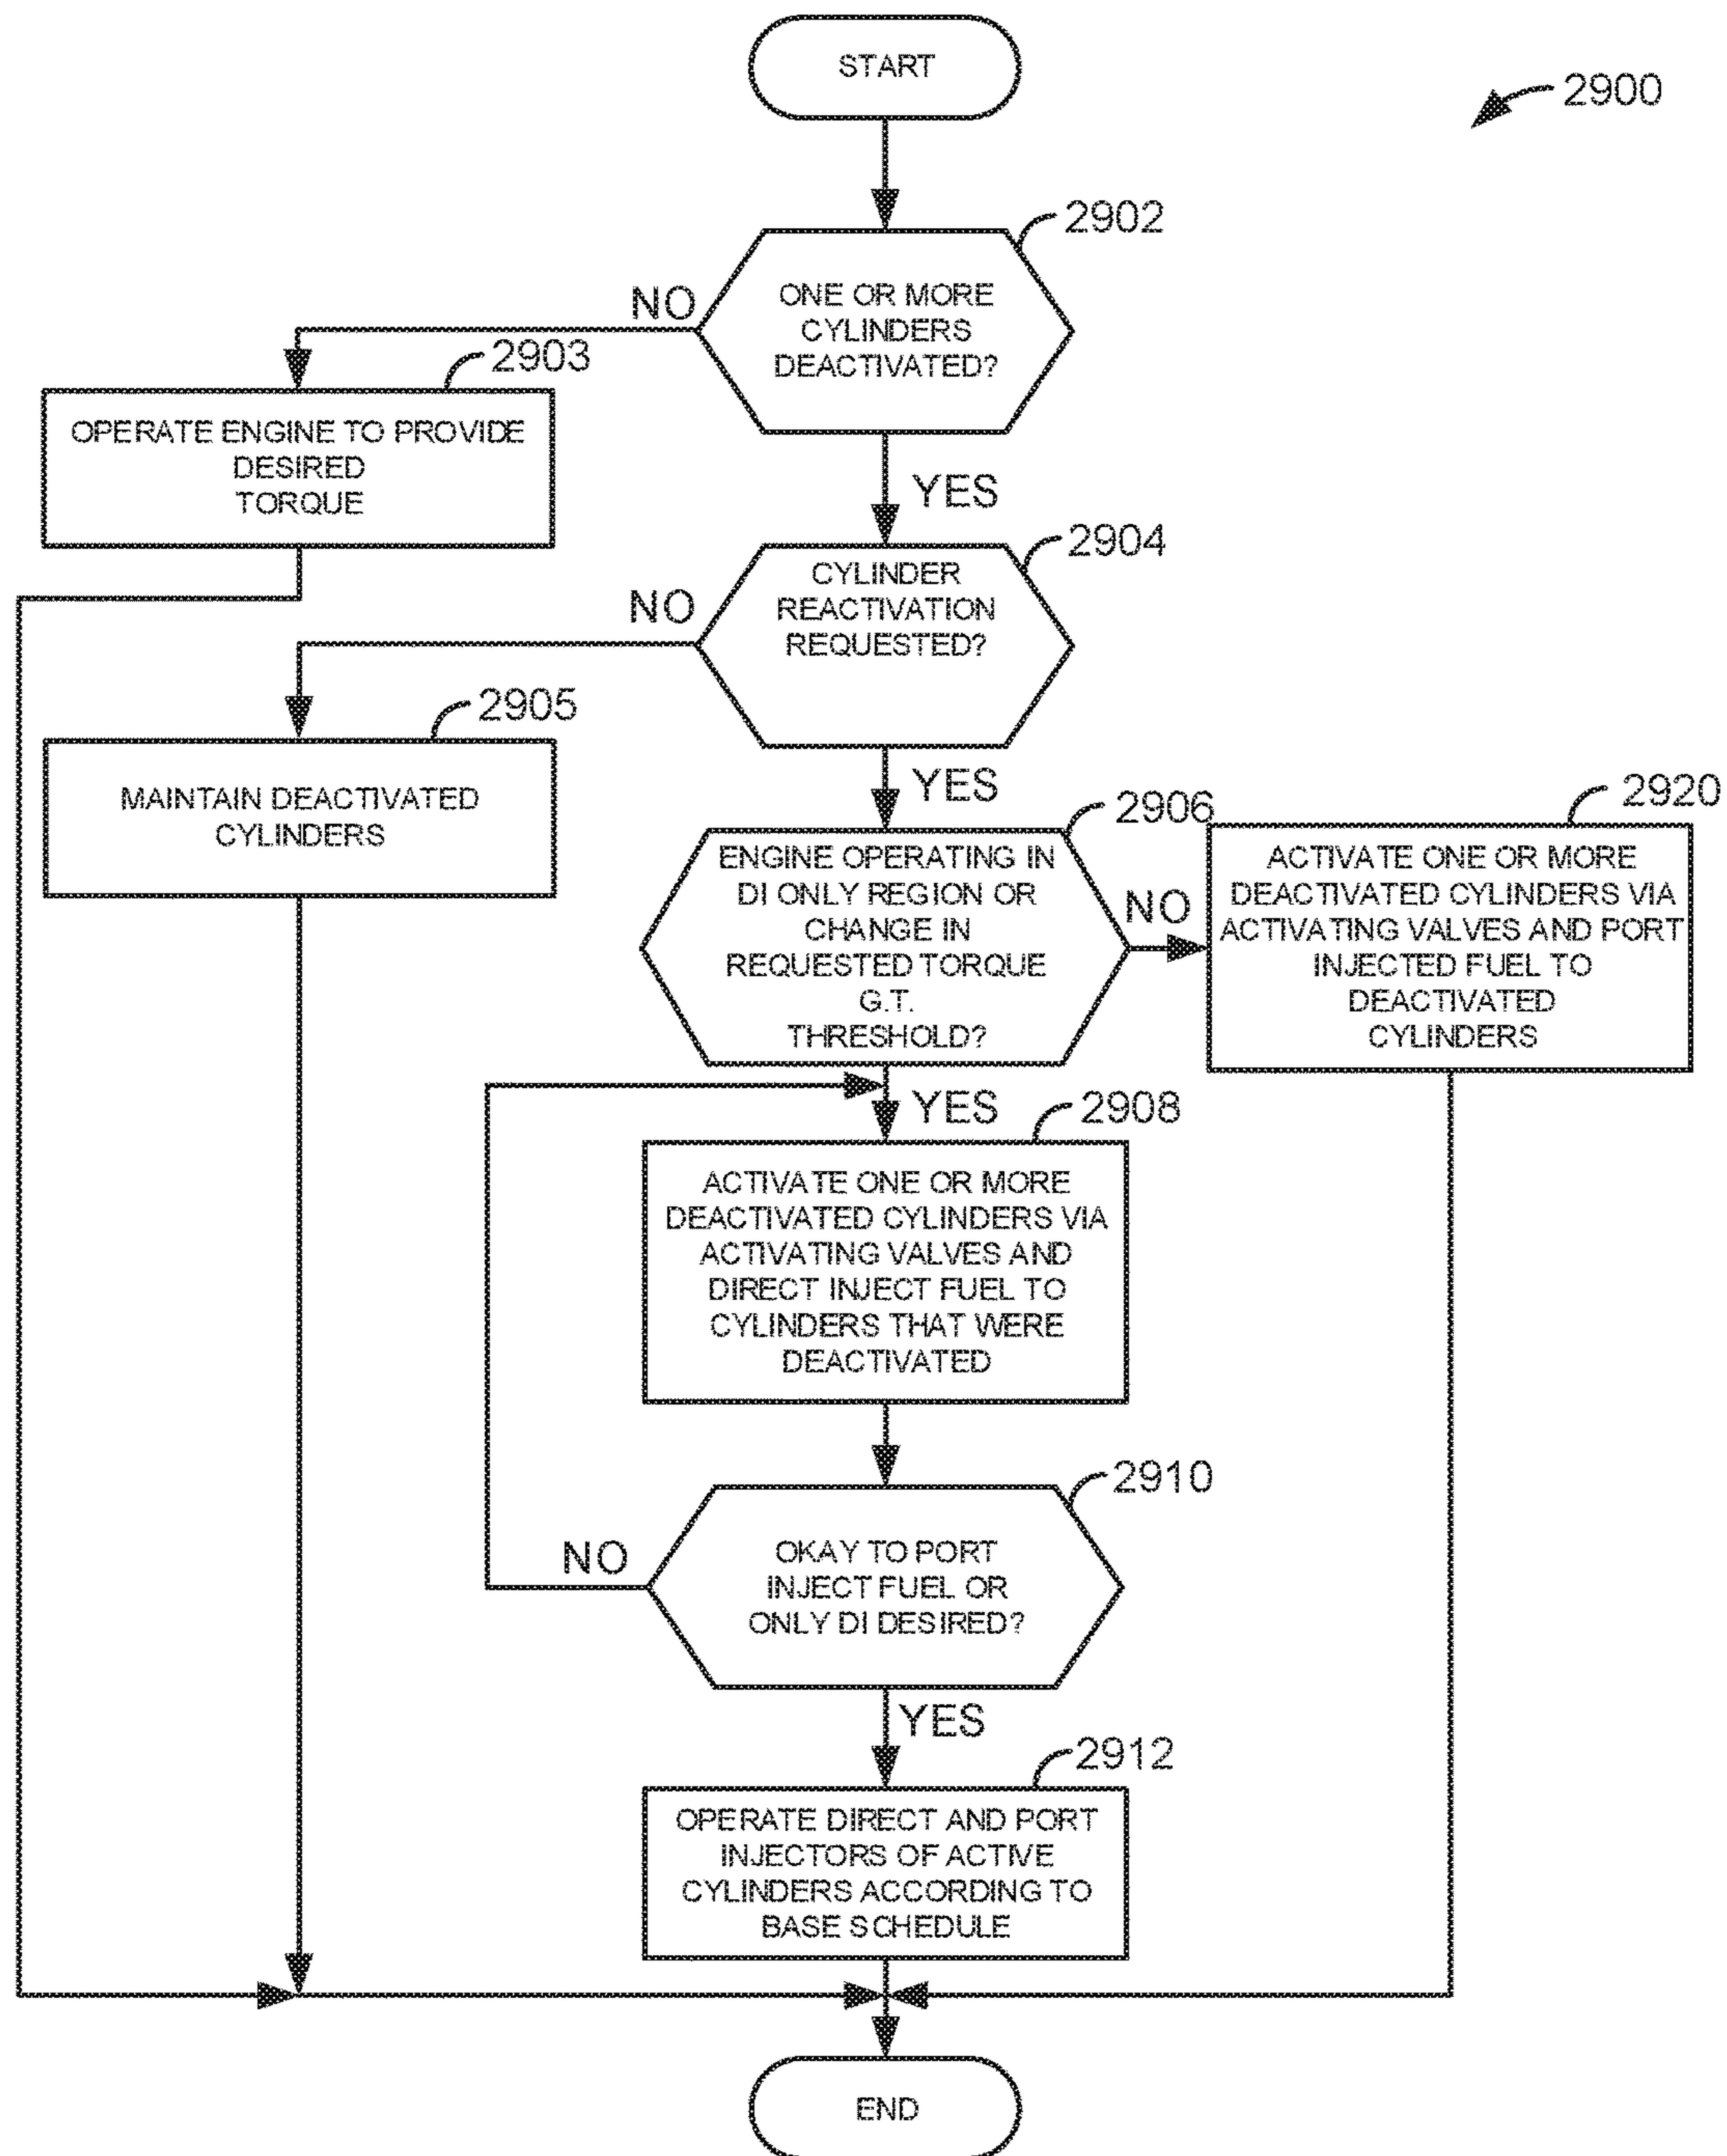 START
2900
2902
ONE OR MORE
CYLINDERS
DEACTIVATED?
NO
2903
OPERATE ENGINE TO PROVIDE
DESIRED
TORQUE
YES
2904
CYLINDER
REACTIVATION
REQUESTED?
NO
2905
MAINTAIN DEACTIVATED
CYLINDERS
YES
2906
ENGINE OPERATING IN
DI ONLY REGION OR
CHANGE IN
REQUESTED TORQUE
G.T.
THRESHOLD?
NO
2920
ACTIVATE ONE OR MORE
DEACTIVATED CYLINDERS VIA
ACTIVATING VALVES AND PORT
INJECTED FUEL TO
DEACTIVATED
CYLINDERS
YES
2908
ACTIVATE ONE OR MORE
DEACTIVATED CYLINDERS VIA
ACTIVATING VALVES AND
DIRECT INJECT FUEL TO
CYLINDERS THAT WERE
DEACTIVATED
2910
NO
OKAY TO PORT
INJECT FUEL OR
ONLY DI DESIRED?
YES
2912
OPERATE DIRECT AND PORT
INJECTORS OF ACTIVE
CYLINDERS ACCORDING TO
BASE SCHEDULE
END